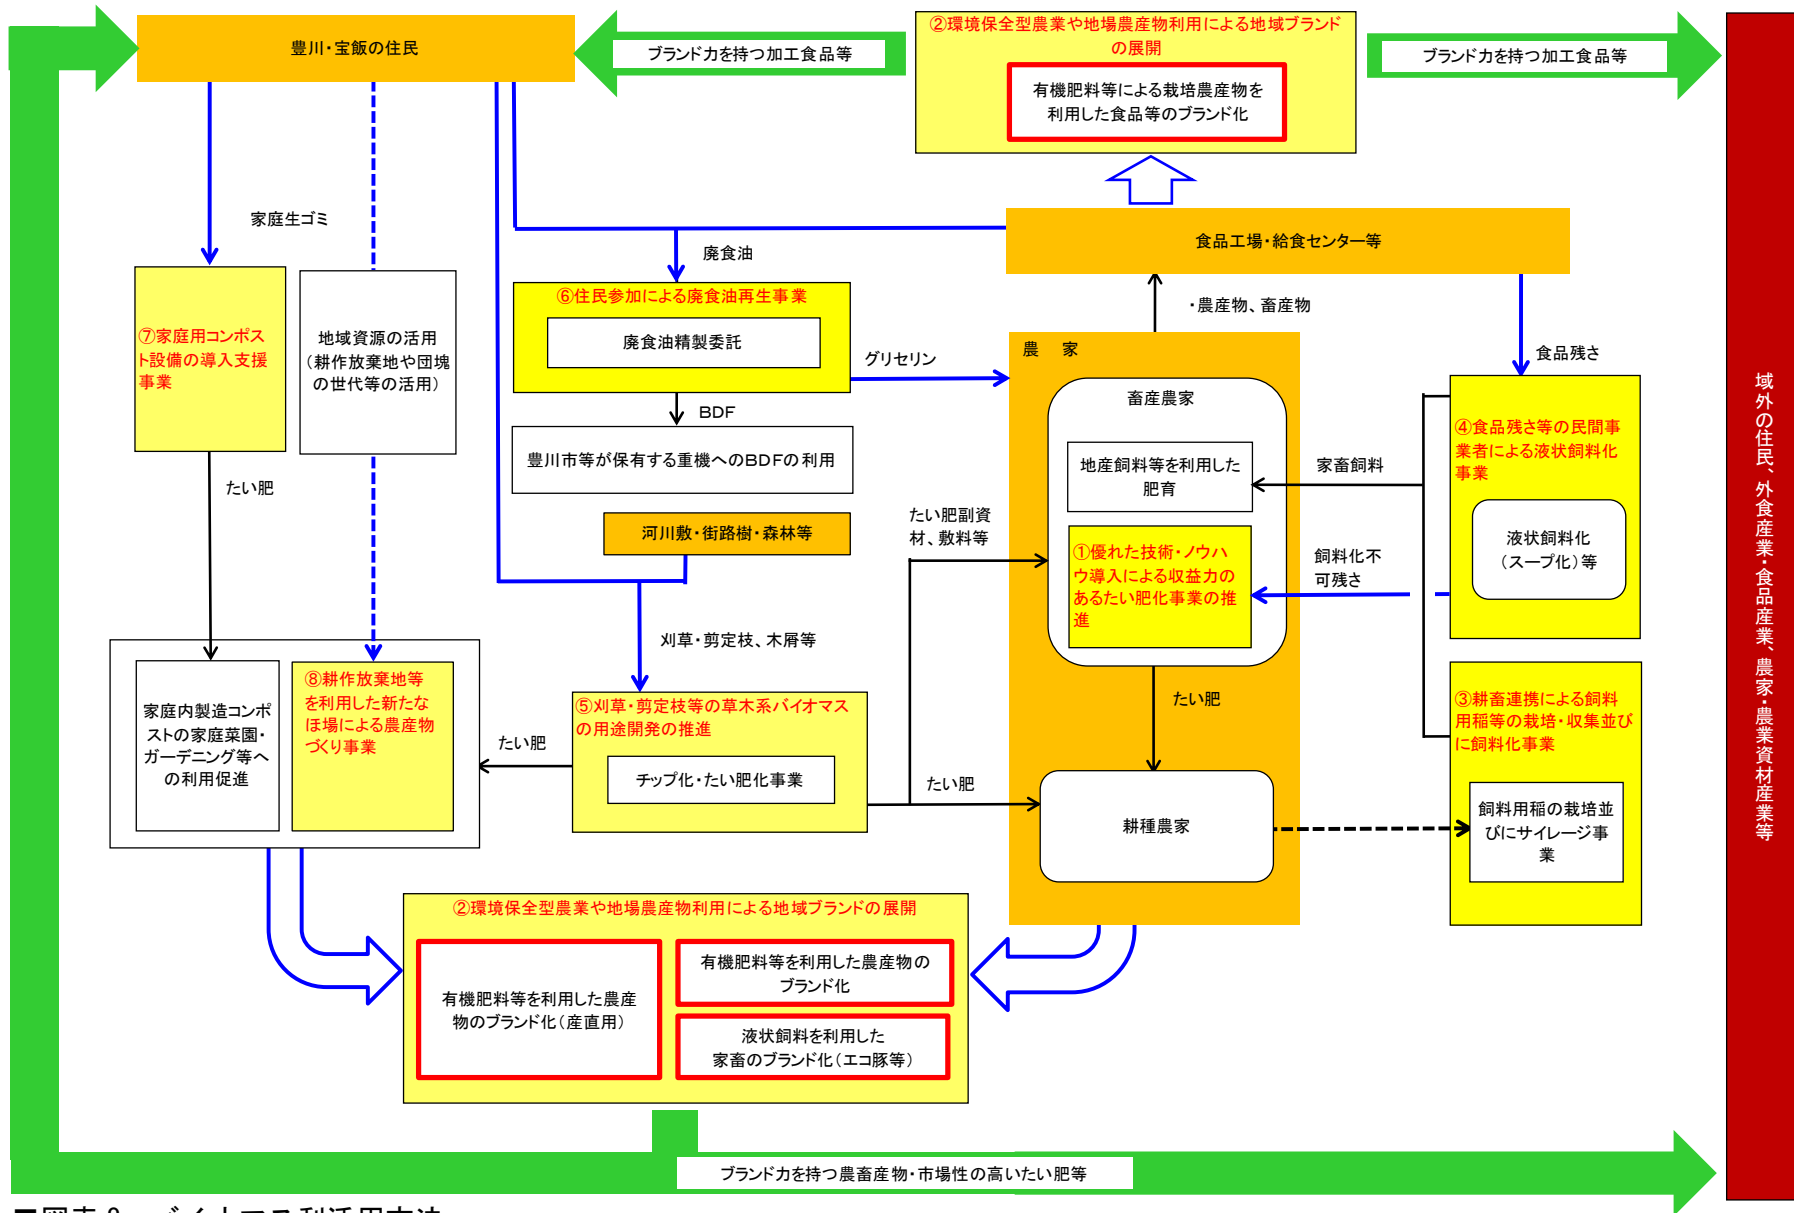 豊川・宝飯の住民
ブランド力を持つ加工食品等
②環境保全型農業や地場農産物利用による地域ブランド
の展開
有機肥料等による栽培農産物を
利用した食品等のブランド化
ブランド力を持つ加工食品等
家庭生ゴミ
廃食油
食品工場・給食センター等
⑥住民参加による廃食油再生事業
廃食油精製委託
・農産物、畜産物
⑦家庭用コンポス
ト設備の導入支援
事業
地域資源の活用
(耕作放棄地や団塊
の世代等の活用)
グリセリン
農　家
食品残さ
畜産農家
BDF
豊川市等が保有する重機へのBDFの利用
地産飼料等を利用した
肥育
家畜飼料
④食品残さ等の民間事
業者による液状飼料化
事業
液状飼料化
(スープ化)等
たい肥
河川敷・街路樹・森林等
たい肥副資
材、敷料等
①優れた技術・ノウハ
ウ導入による収益力の
あるたい肥化事業の推
進
飼料化不
可残さ
刈草・剪定枝、木屑等
家庭内製造コンポ
ストの家庭菜園・
ガーデニング等へ
の利用促進
⑧耕作放棄地等
を利用した新たな
ほ場による農産物
づくり事業
たい肥
⑤刈草・剪定枝等の草木系バイオマス
の用途開発の推進
チップ化・たい肥化事業
たい肥
たい肥
耕種農家
③耕畜連携による飼料
用稲等の栽培・収集並び
に飼料化事業
飼料用稲の栽培並
びにサイレージ事
業
域外の住民、外食産業・食品産業、農家・農業資材産業等
②環境保全型農業や地場農産物利用による地域ブランドの展開
有機肥料等を利用した農産
物のブランド化(産直用)
有機肥料等を利用した農産物の
ブランド化
液状飼料を利用した
家畜のブランド化(エコ豚等)
ブランド力を持つ農畜産物・市場性の高いたい肥等